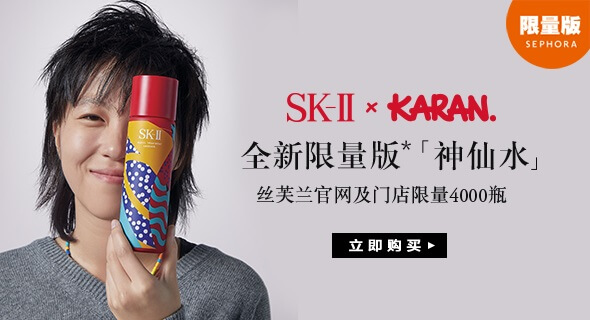 限量版
SEPHORA
SK-II × KARAN.
全新限量版*「神仙水」
丝芙兰官网及门店限量4000瓶
立即购买
SK-II